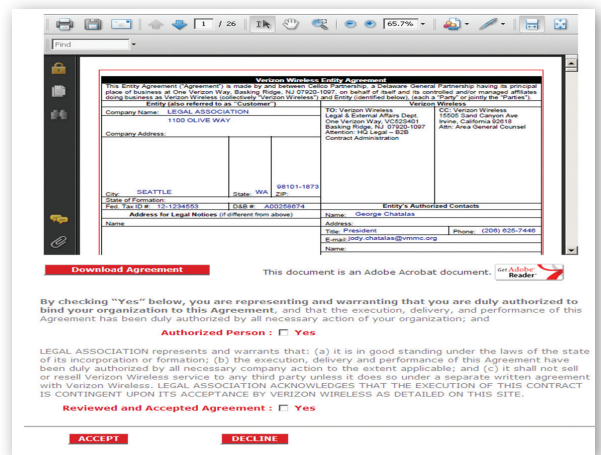 1 / 26
65.7%
Find
Verizon Wireless Entity Agreement
This Entity Agreement ("Agreement") is made by and between Cellco Partnership, a Delaware General Partnership having its principal
place of business at One Verizon Way, Basking Ridge, NJ 07920-1097, on behalf of itself and its controlled and/or managed affiliates
doing business as Verizon Wireless (collectively "Verizon Wireless") and Entity (identified below), (each a "Party" or jointly the "Parties").
Entity (also referred to as "Customer")
Verizon Wireless
Company Name: LEGAL ASSOCIATION
1100 OLIVE WAY
Company Address:
City: SEATTLE State: WA ZIP: 98101-1873
State of Formation:
Fed. Tax ID #: 12-1234553 D&B #: A00258674
Address for Legal Notices (if different from above)
Name
TO: Verizon Wireless
Legal & External Affairs Dept.
One Verizon Way, VC52S401
Basking Ridge, NJ 07920-1097
Attention: HQ Legal – B2B
Contract Administration
CC: Verizon Wireless
15505 Sand Canyon Ave
Irvine, California 92618
Attn: Area General Counsel
Entity's Authorized Contacts
Name: George Chatalas
Address:
Title: President Phone: (206) 625-7446
E-mail: jody.chatalas@vmmc.org
Name:
Download Agreement
This document is an Adobe Acrobat document.
Get Adobe Reader
By checking "Yes" below, you are representing and warranting that you are duly authorized to
bind your organization to this Agreement, and that the execution, delivery, and performance of this
Agreement has been duly authorized by all necessary action of your organization; and
Authorized Person : Yes
LEGAL ASSOCIATION represents and warrants that: (a) it is in good standing under the laws of the state
of its incorporation or formation; (b) the execution, delivery and performance of this Agreement have
been duly authorized by all necessary company action to the extent applicable; and (c) it shall not sell
or resell Verizon Wireless service to any third party unless it does so under a separate written agreement
with Verizon Wireless. LEGAL ASSOCIATION ACKNOWLEDGES THAT THE EXECUTION OF THIS CONTRACT
IS CONTINGENT UPON ITS ACCEPTANCE BY VERIZON WIRELESS AS DETAILED ON THIS SITE.
Reviewed and Accepted Agreement : Yes
ACCEPT
DECLINE